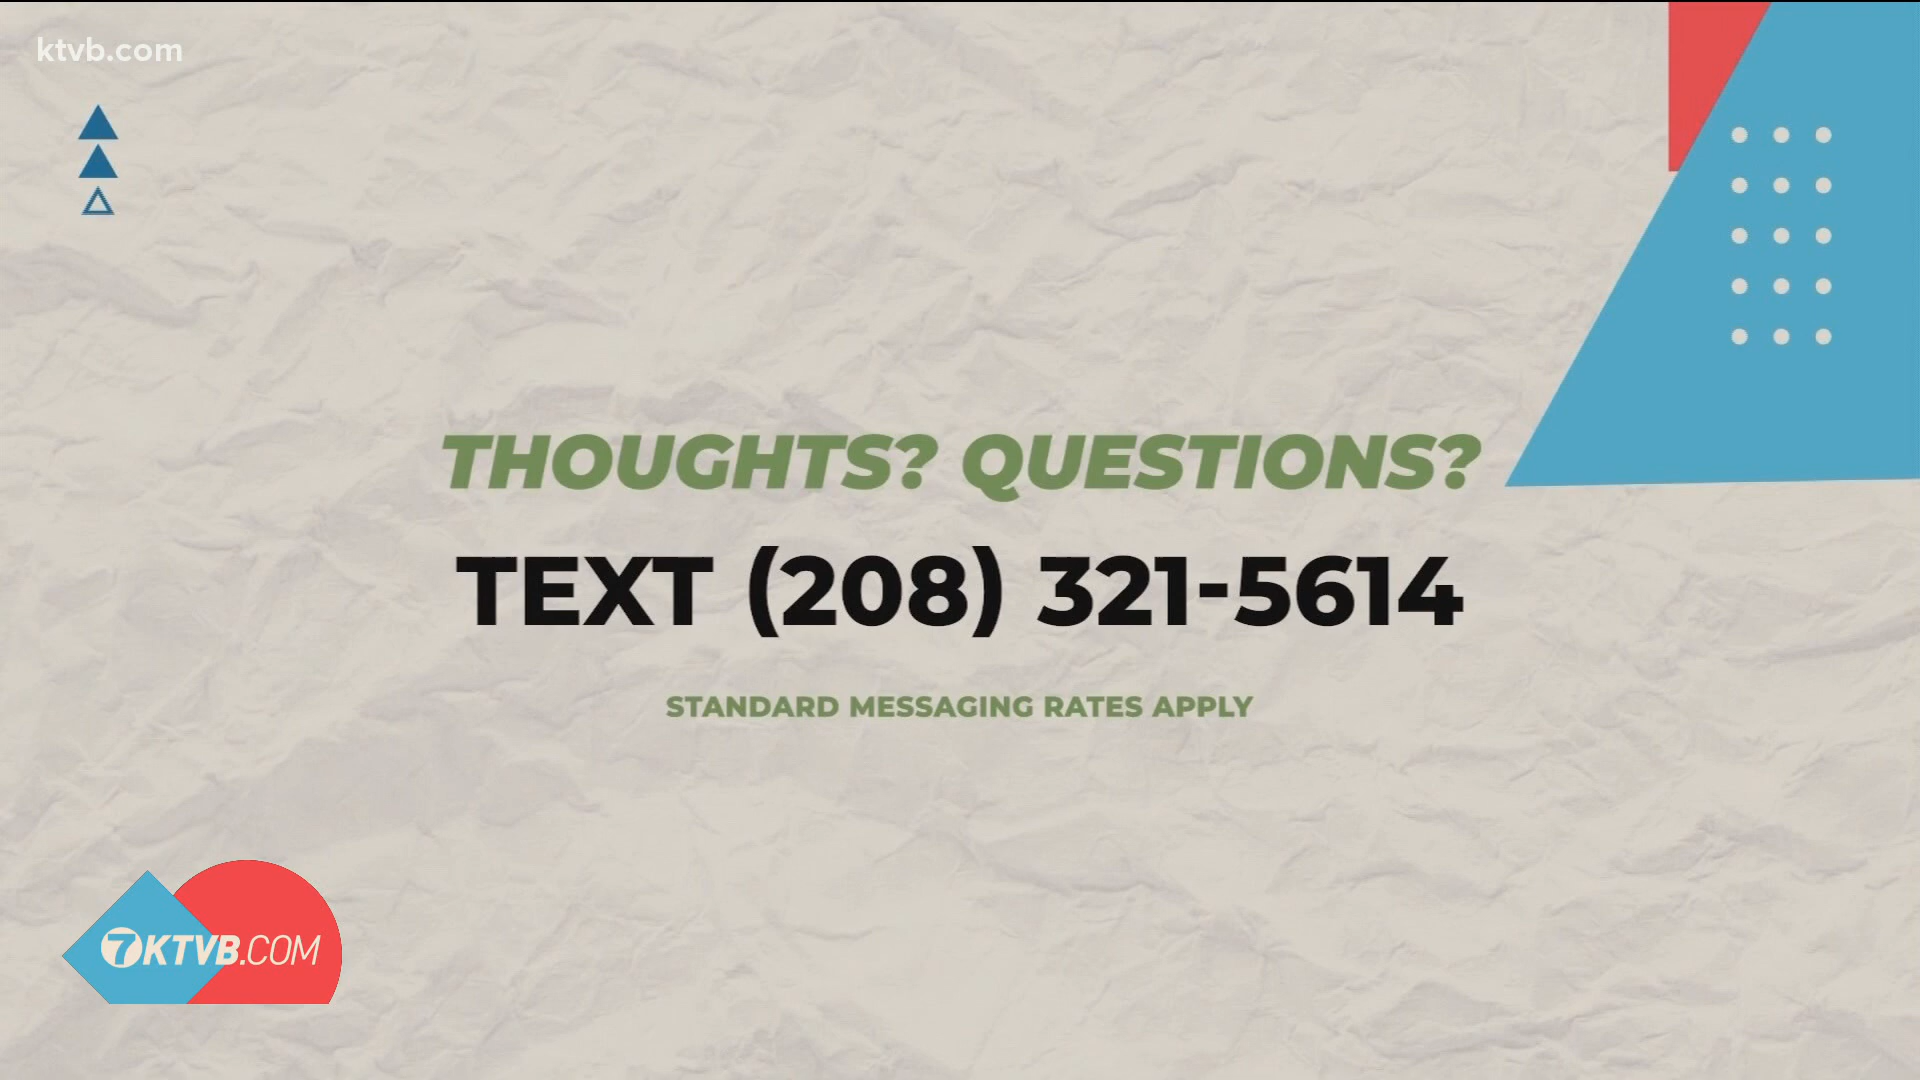 ktvb.com
THOUGHTS? QUESTIONS?
TEXT (208) 321-5614
STANDARD MESSAGING RATES APPLY
7KTVB.COM